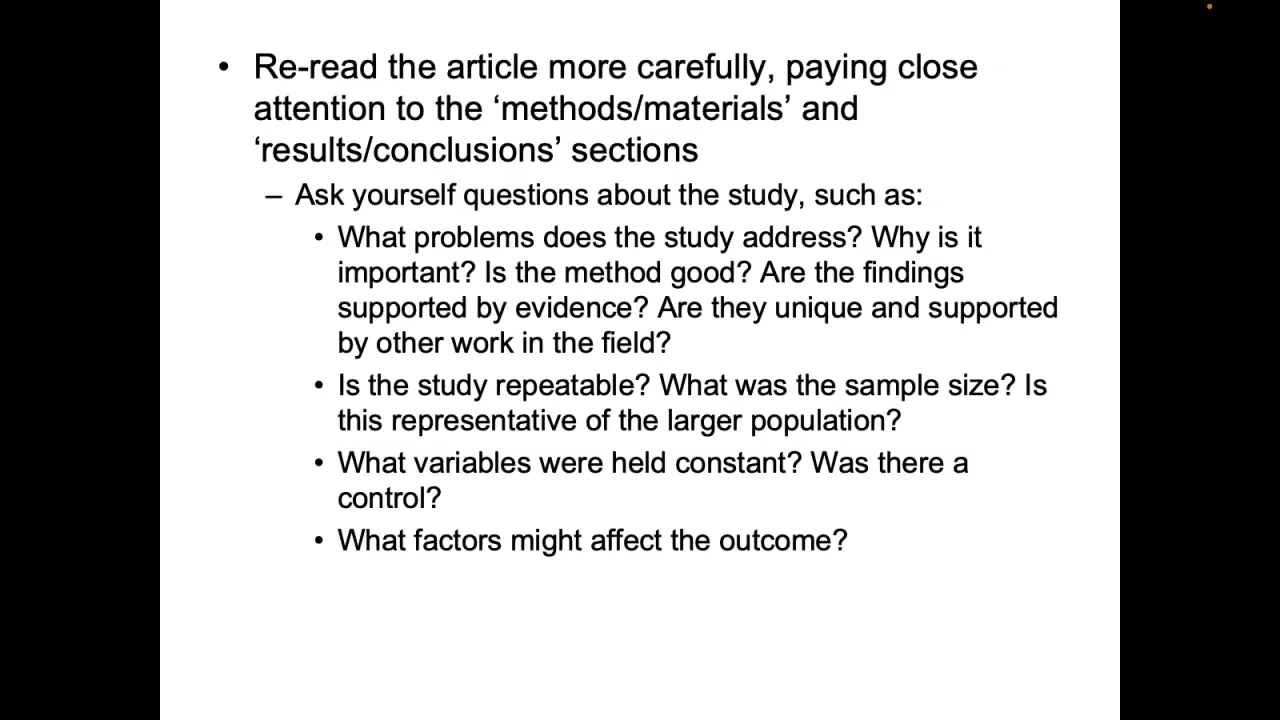 • Re-read the article more carefully, paying close
attention to the ‘methods/materials’ and
‘results/conclusions’ sections
– Ask yourself questions about the study, such as:
• What problems does the study address? Why is it
important? Is the method good? Are the findings
supported by evidence? Are they unique and supported
by other work in the field?
• Is the study repeatable? What was the sample size? Is
this representative of the larger population?
• What variables were held constant? Was there a
control?
• What factors might affect the outcome?